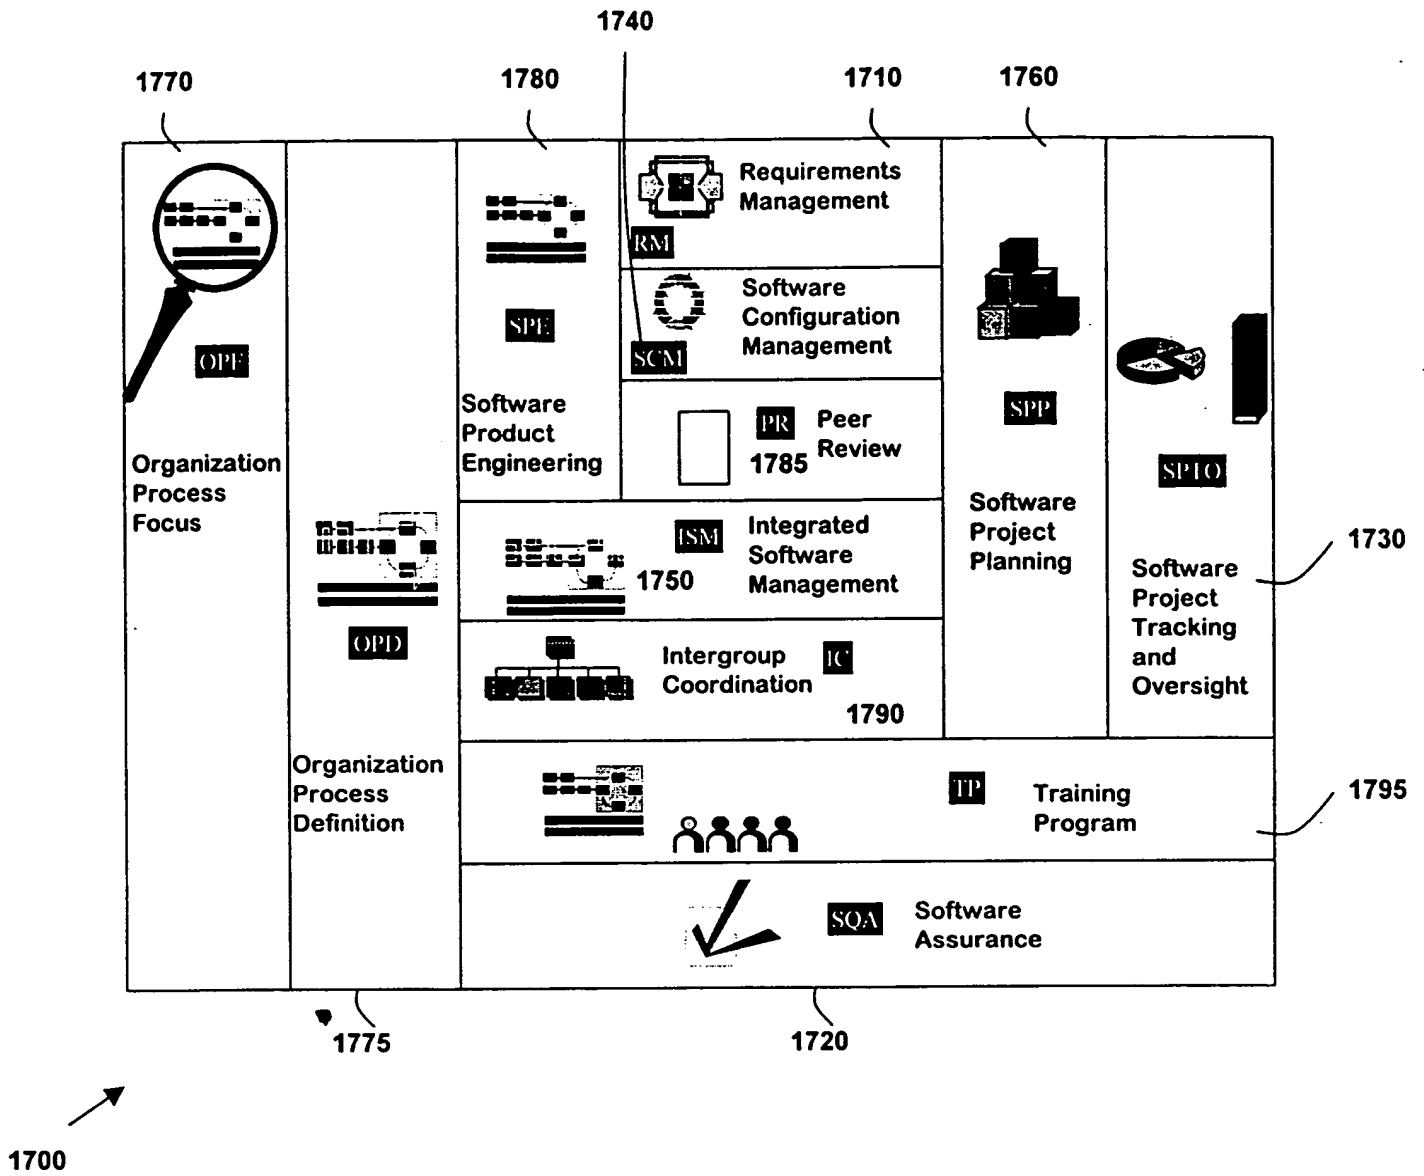 1740
1770
1780
1710
1760
Requirements
Management
RM
Software
Configuration
Management
SCM
SPE
OPF
Software
Product
Engineering
PR
Peer
Review
1785
SPP
SPTO
Organization
Process
Focus
Software
Project
Planning
ISM
Integrated
Software
Management
1750
1730
Software
Project
Tracking
and
Oversight
OPD
Intergroup
Coordination
IC
1790
Organization
Process
Definition
TP
Training
Program
1795
SQA
Software
Assurance
1775
1720
1700